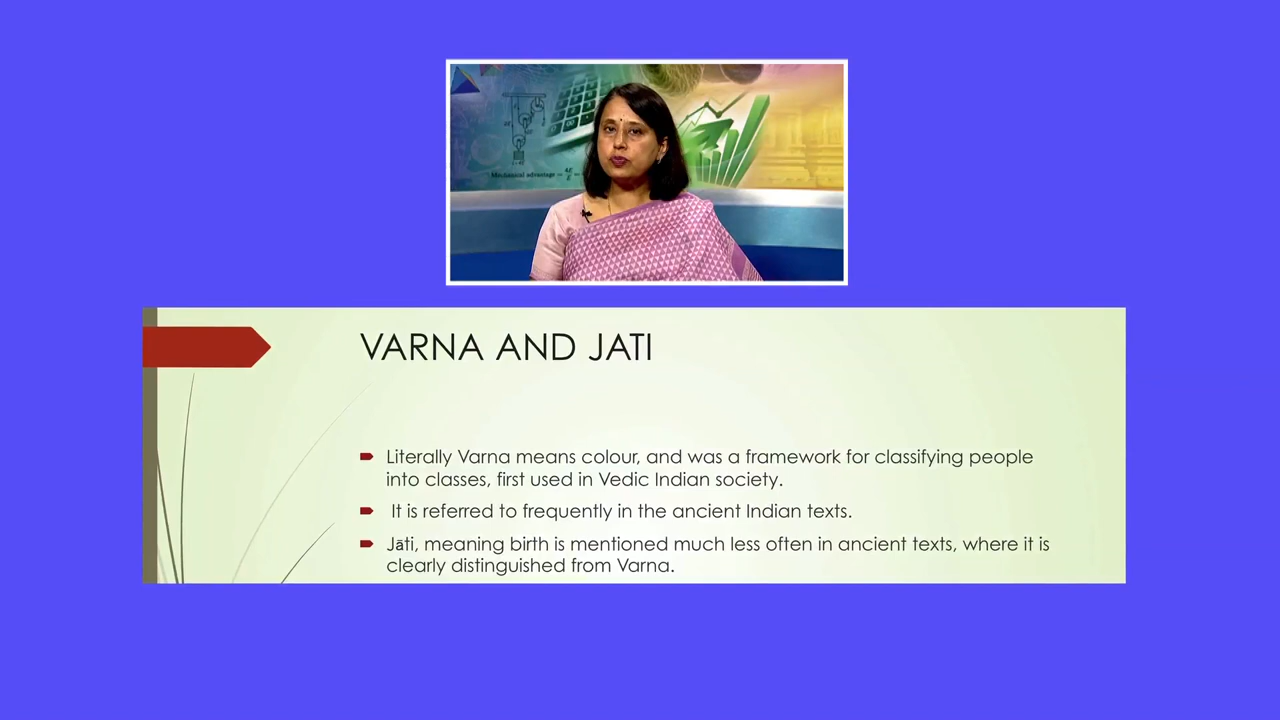 Mechanical advantage =
VARNA AND JATI
Literally Varna means colour, and was a framework for classifying people
into classes, first used in Vedic Indian society.
It is referred to frequently in the ancient Indian texts.
Jāti, meaning birth is mentioned much less often in ancient texts, where it is
clearly distinguished from Varna.